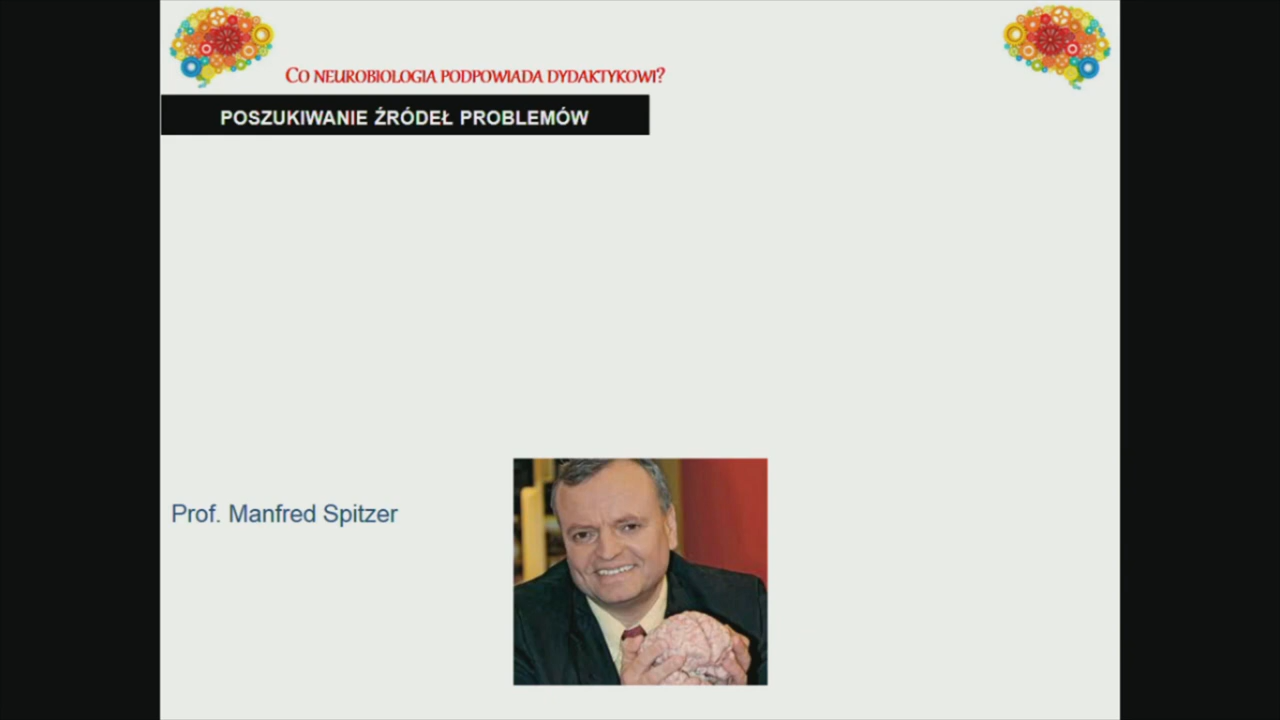 Co neurobiologia podpowiada dydaktykowi?
POSZUKIWANIE ŹRÓDEŁ PROBLEMÓW
Prof. Manfred Spitzer